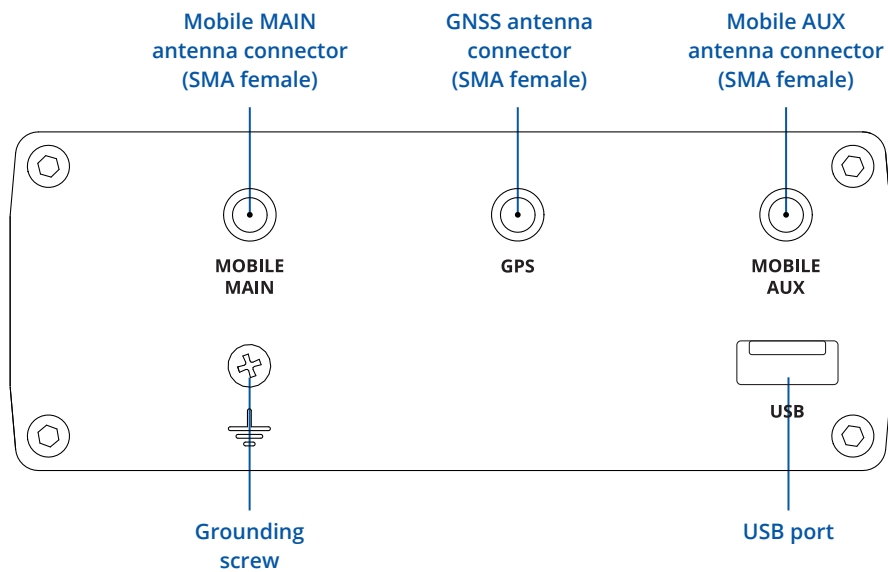 Mobile MAIN
antenna connector
(SMA female)
GNSS antenna
connector
(SMA female)
Mobile AUX
antenna connector
(SMA female)
MOBILE
MAIN
GPS
MOBILE
AUX
USB
Grounding
screw
USB port